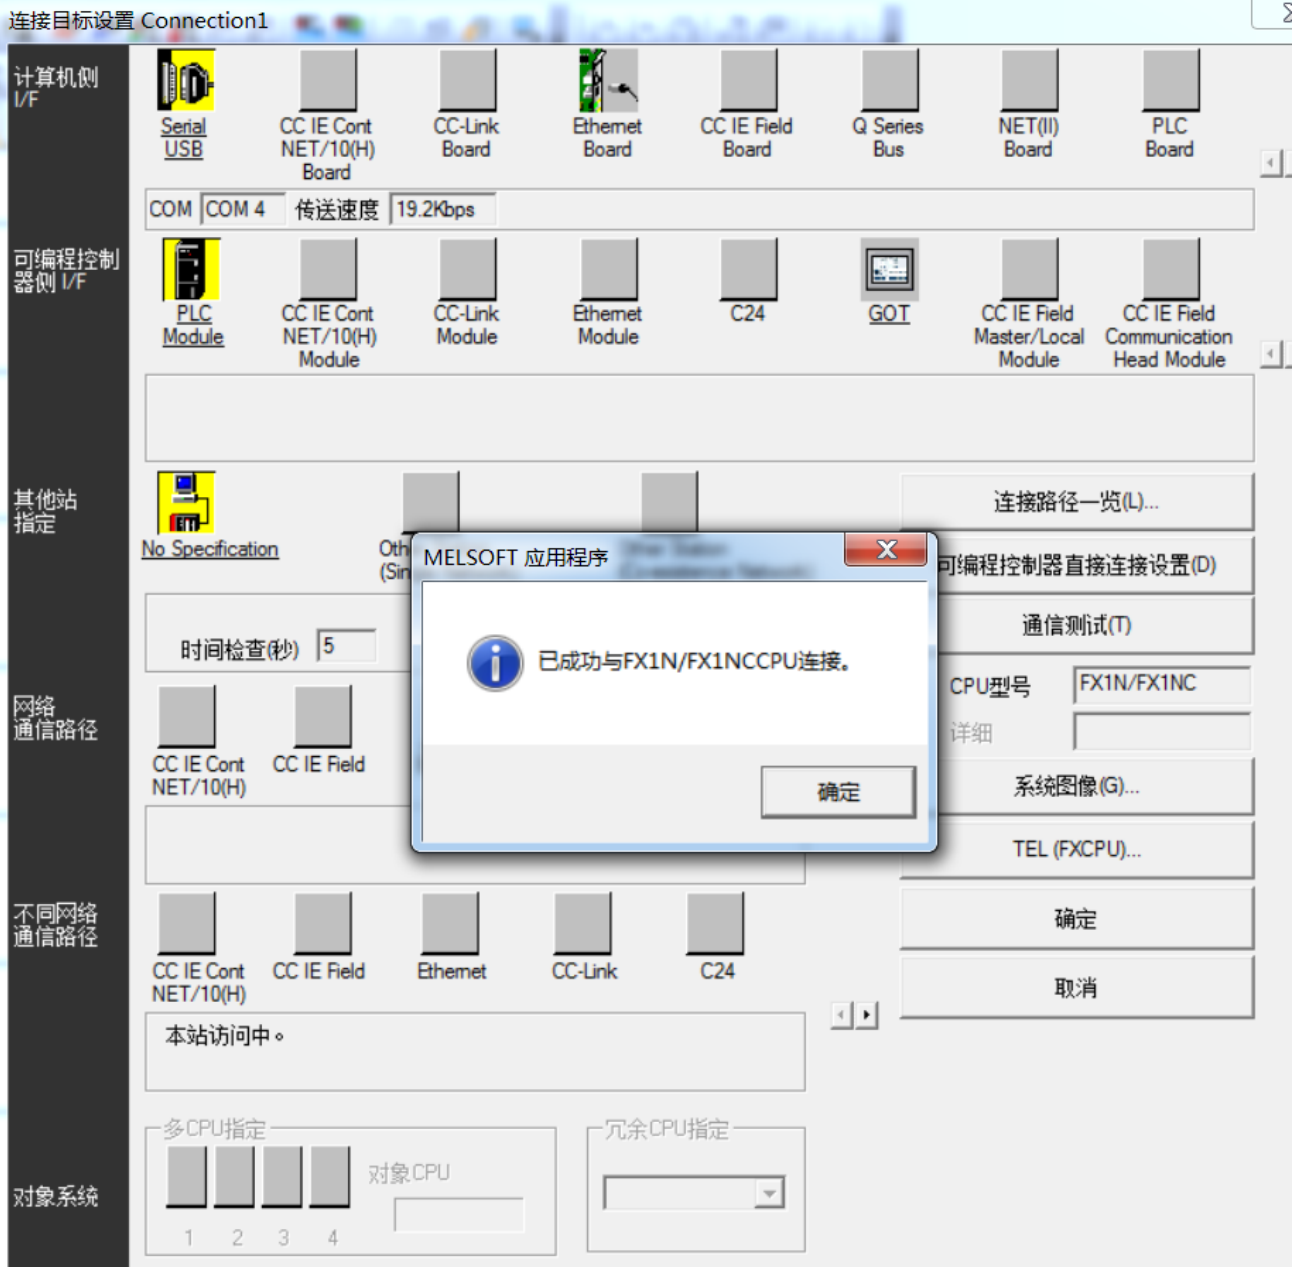 连接目标设置 Connection1
计算机侧
I/F
Serial
USB
CC IE Cont
NET/10(H)
Board
CC-Link
Board
Ethernet
Board
CC IE Field
Board
Q Series
Bus
NET(II)
Board
PLC
Board
COM COM 4 传送速度 19.2Kbps
可编程控制
器侧 I/F
PLC
Module
CC IE Cont
NET/10(H)
Module
CC-Link
Module
Ethernet
Module
C24
GOT
CC IE Field
Master/Local
Module
CC IE Field
Communication
Head Module
其他站
指定
No Specification
连接路径一览(L)...
可编程控制器直接连接设置(D)
通信测试(T)
时间检查(秒) 5
MELSOFT 应用程序
已成功与FX1N/FX1NCCPU连接。
确定
CPU型号 FX1N/FX1NC
详细
系统图像(G)...
TEL (FXCPU)...
确定
取消
网络
通信路径
CC IE Cont
NET/10(H)
CC IE Field
不同网络
通信路径
CC IE Cont
NET/10(H)
CC IE Field
Ethernet
CC-Link
C24
本站访问中。
对象系统
多CPU指定
1 2 3 4
对象CPU
冗余CPU指定